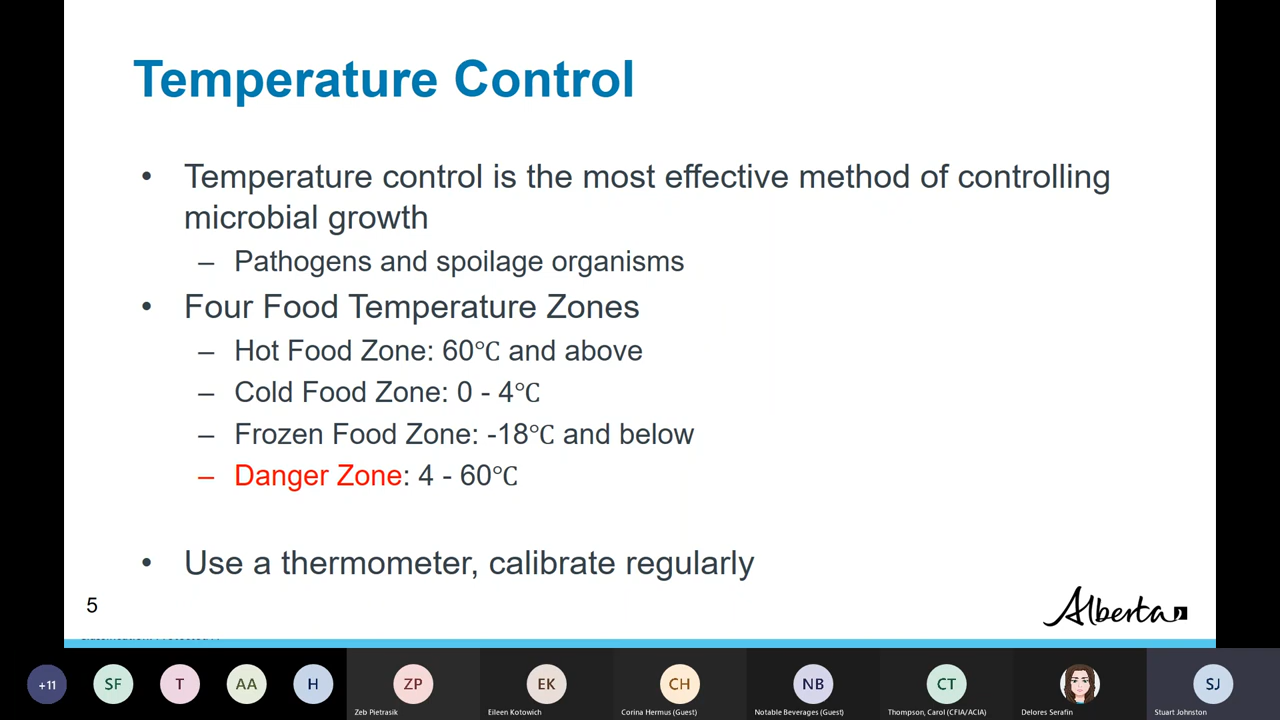 Temperature Control
• Temperature control is the most effective method of controlling
microbial growth
– Pathogens and spoilage organisms
• Four Food Temperature Zones
– Hot Food Zone: 60℃ and above
– Cold Food Zone: 0 - 4℃
– Frozen Food Zone: -18℃ and below
– Danger Zone: 4 - 60℃
• Use a thermometer, calibrate regularly
5
Alberta
+11 SF T AA H ZP EK CH NB CT SJ
Zeb Pietrasik Eileen Kotowich Corina Hermus (Guest) Notable Beverages (Guest) Thompson, Carol (CFIA/ACIA) Delores Serafin Stuart Johnston